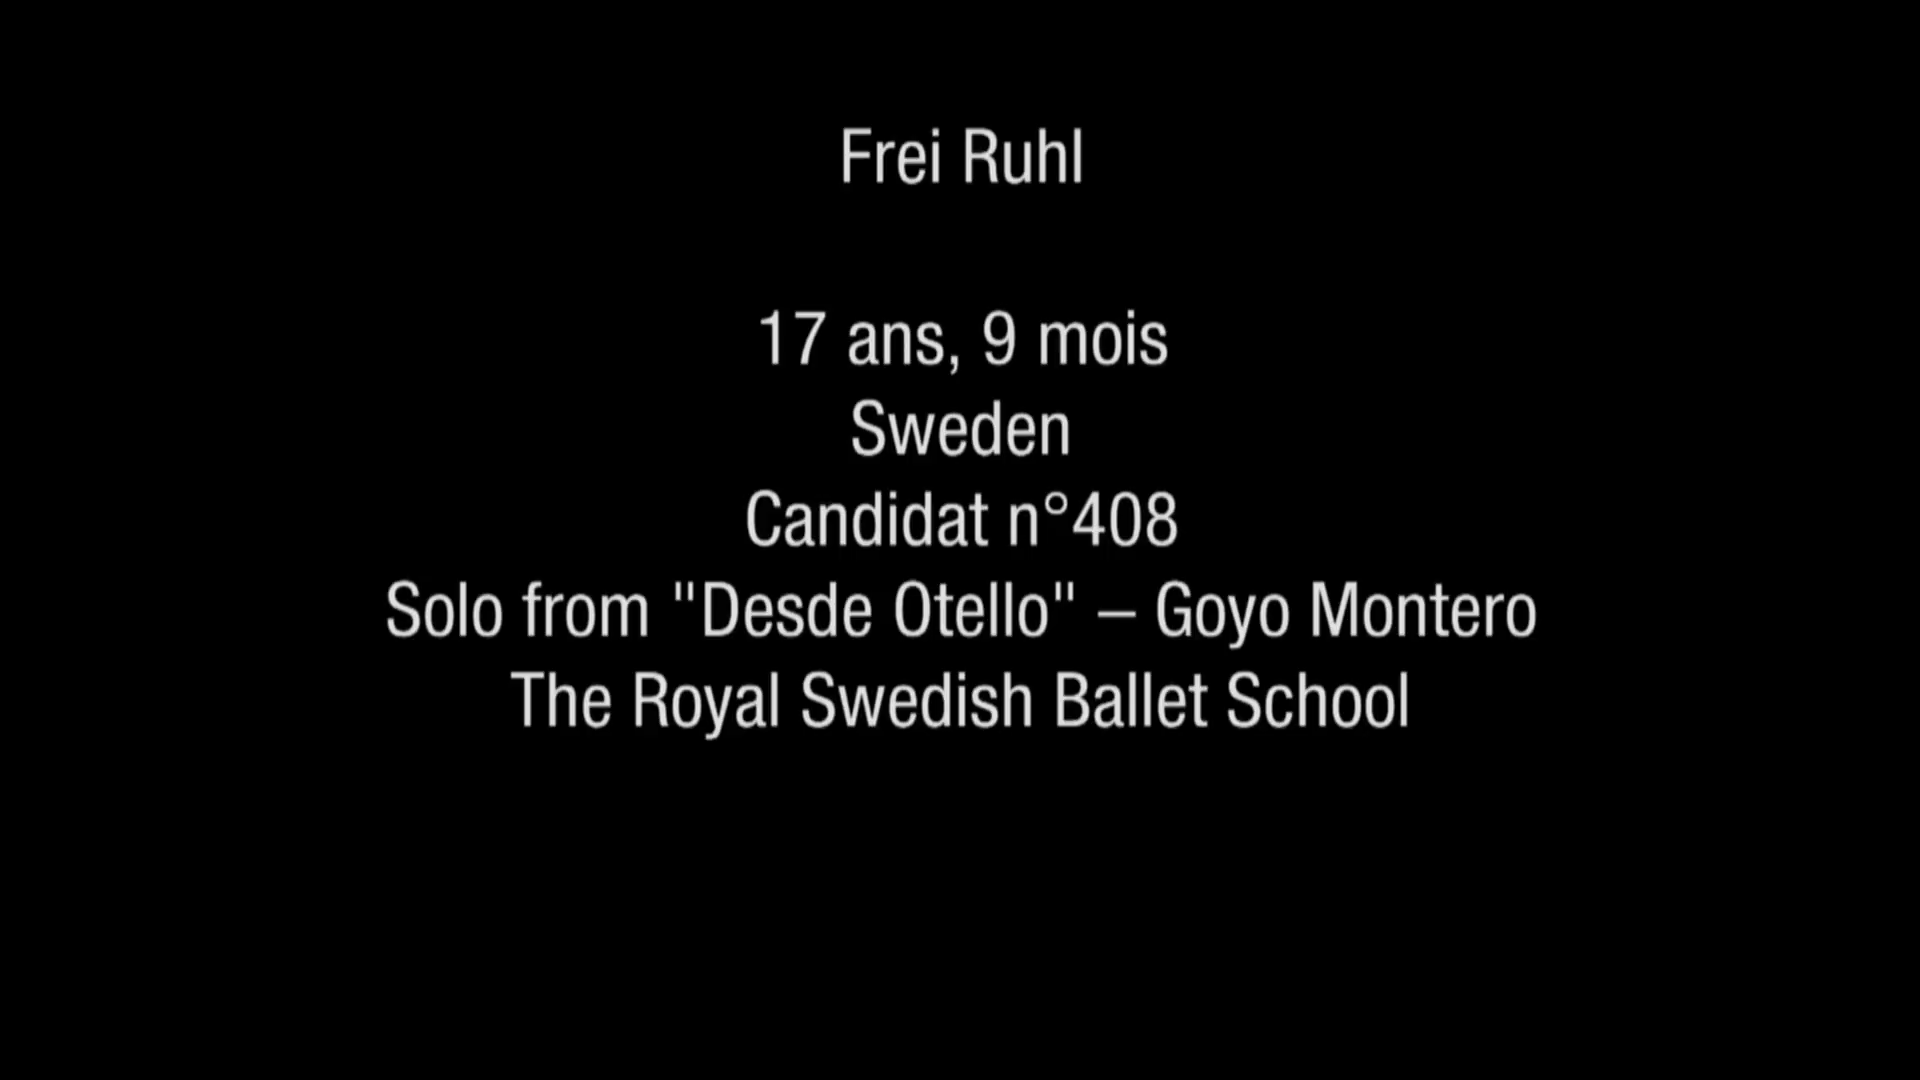 Frei Ruhl
17 ans, 9 mois
Sweden
Candidat n°408
Solo from "Desde Otello" – Goyo Montero
The Royal Swedish Ballet School